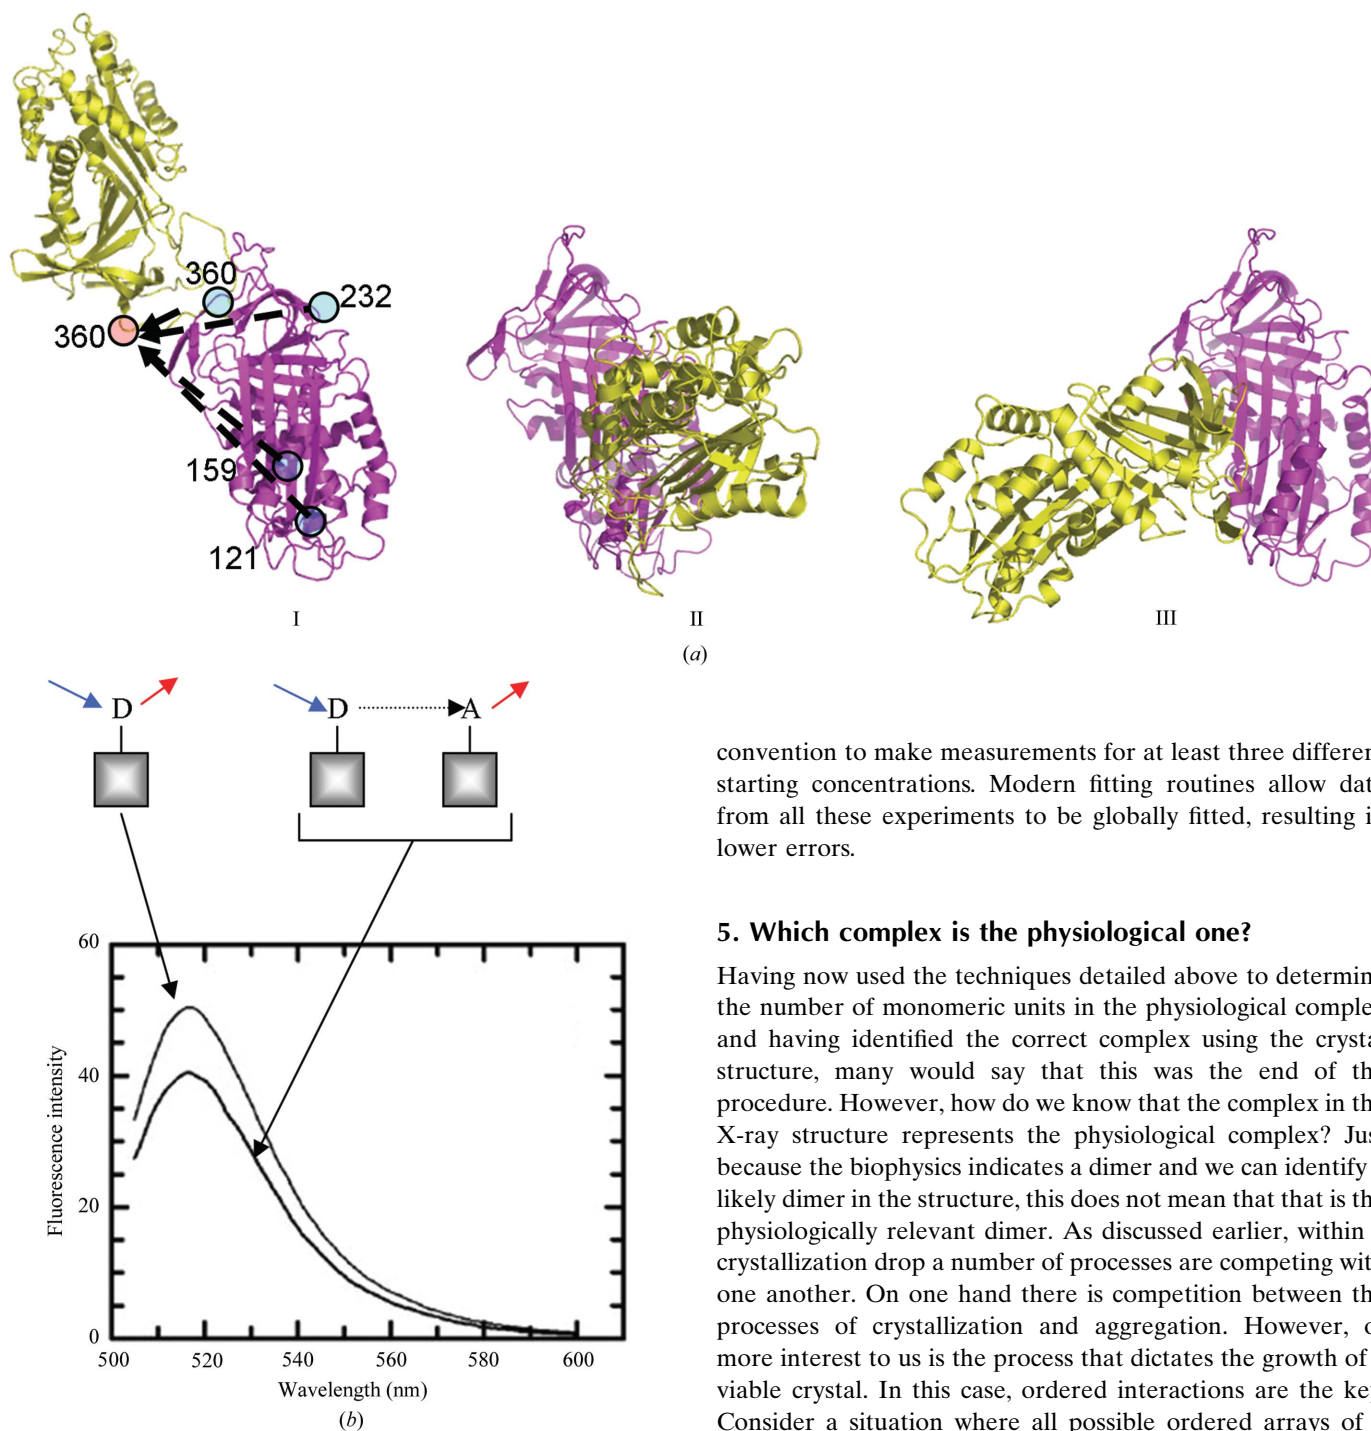 360
232
360
159
121
I
II
III
(a)
D
D
A
60
40
20
0
500
520
540
560
580
600
Fluorescence intensity
Wavelength (nm)
(b)
convention to make measurements for at least three differen
starting concentrations. Modern fitting routines allow dat
from all these experiments to be globally fitted, resulting i
lower errors.
5. Which complex is the physiological one?
Having now used the techniques detailed above to determin
the number of monomeric units in the physiological comple
and having identified the correct complex using the crysta
structure, many would say that this was the end of th
procedure. However, how do we know that the complex in th
X-ray structure represents the physiological complex? Jus
because the biophysics indicates a dimer and we can identify
likely dimer in the structure, this does not mean that that is th
physiologically relevant dimer. As discussed earlier, within
crystallization drop a number of processes are competing wit
one another. On one hand there is competition between th
processes of crystallization and aggregation. However, o
more interest to us is the process that dictates the growth of
viable crystal. In this case, ordered interactions are the key
Consider a situation where all possible ordered arrays of